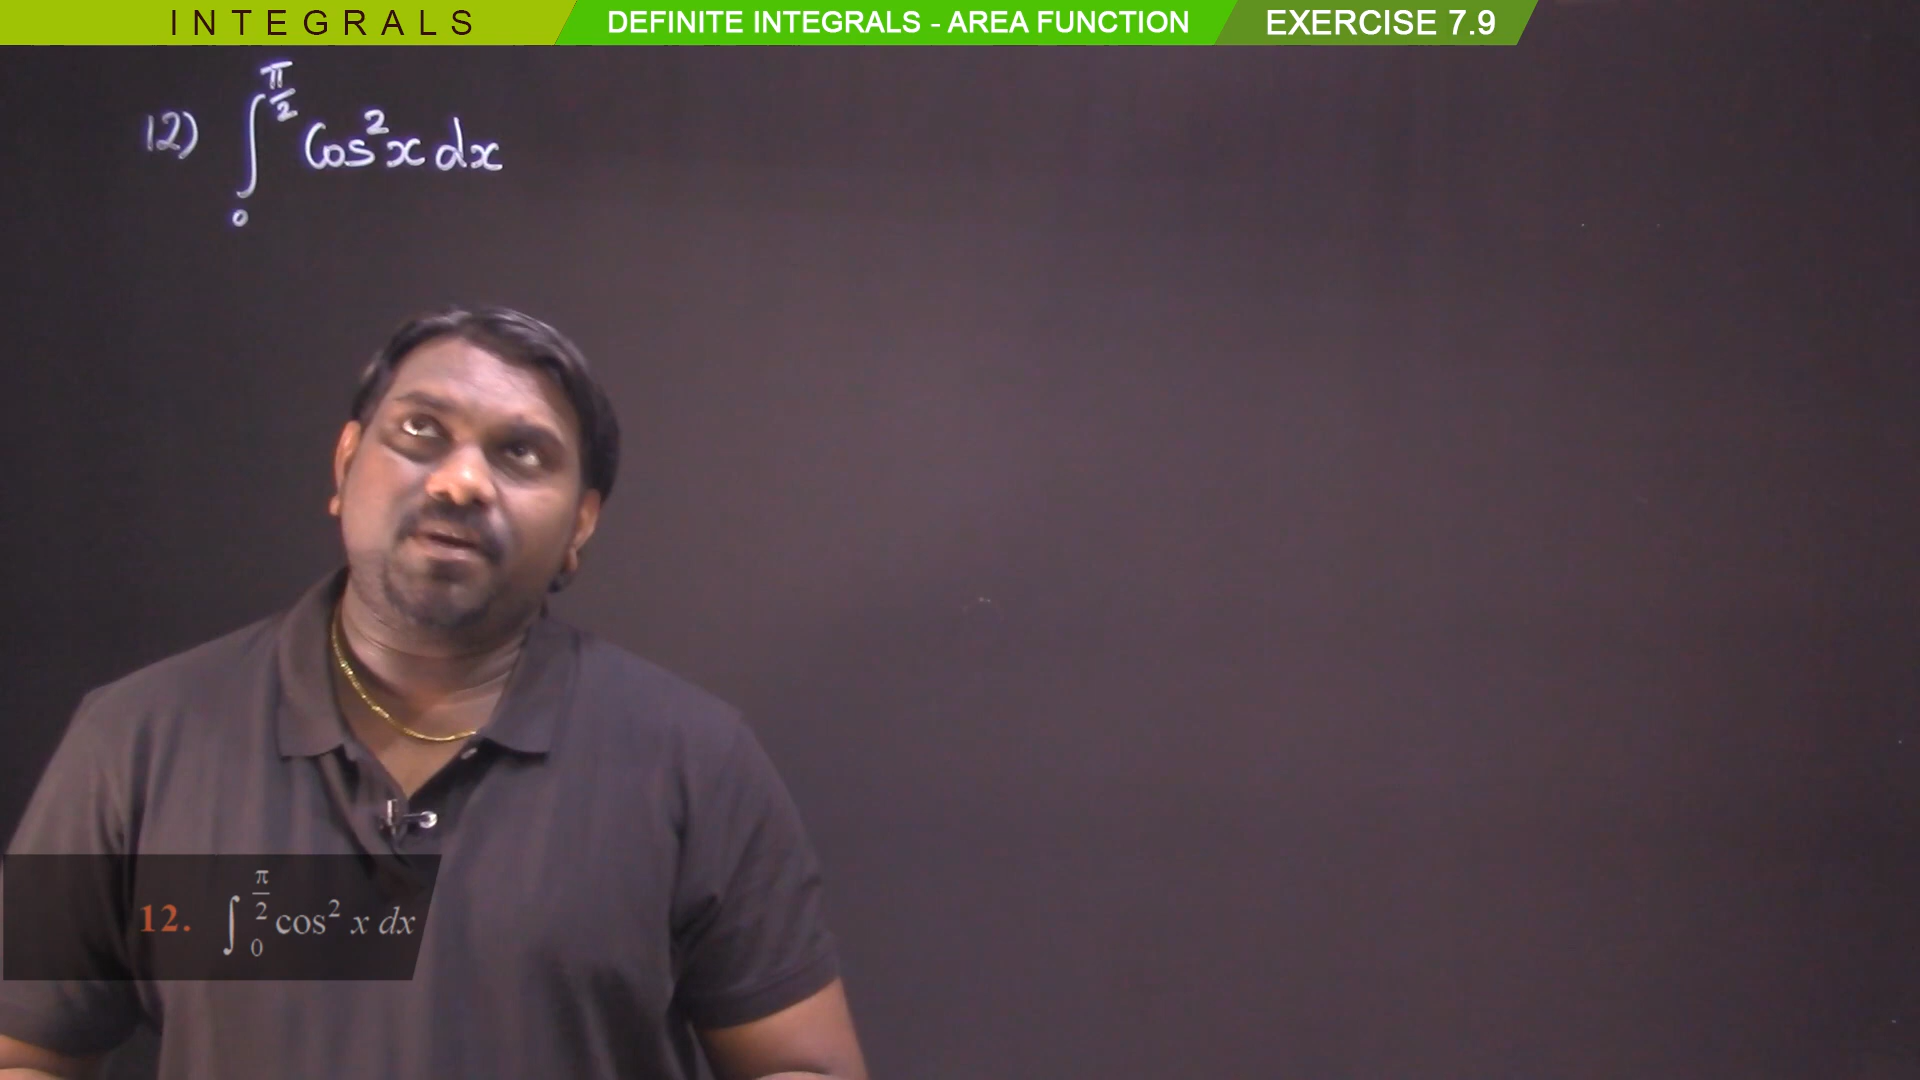 INTEGRALS DEFINITE INTEGRALS - AREA FUNCTION EXERCISE 7.9
12) ∫₀^(π/2) Cos²x dx
12. ∫₀^(π/2) cos² x dx